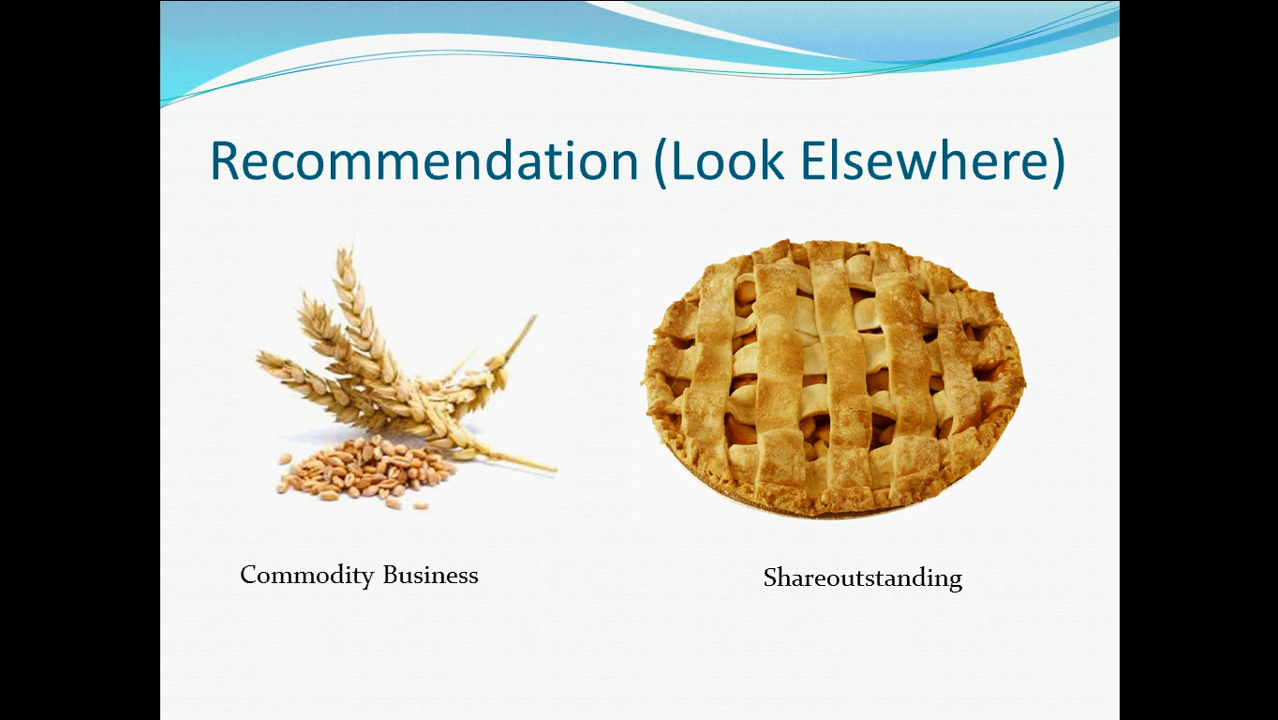 Recommendation (Look Elsewhere)
Commodity Business
Shareoutstanding